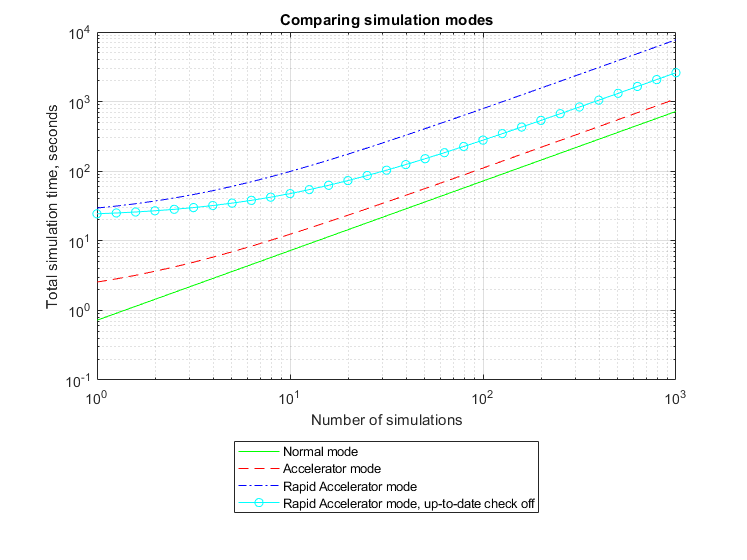 Comparing simulation modes
10^4
10^3
10^2
10^1
10^0
10^-1
Total simulation time, seconds
10^0 10^1 10^2 10^3
Number of simulations
Normal mode
Accelerator mode
Rapid Accelerator mode
Rapid Accelerator mode, up-to-date check off